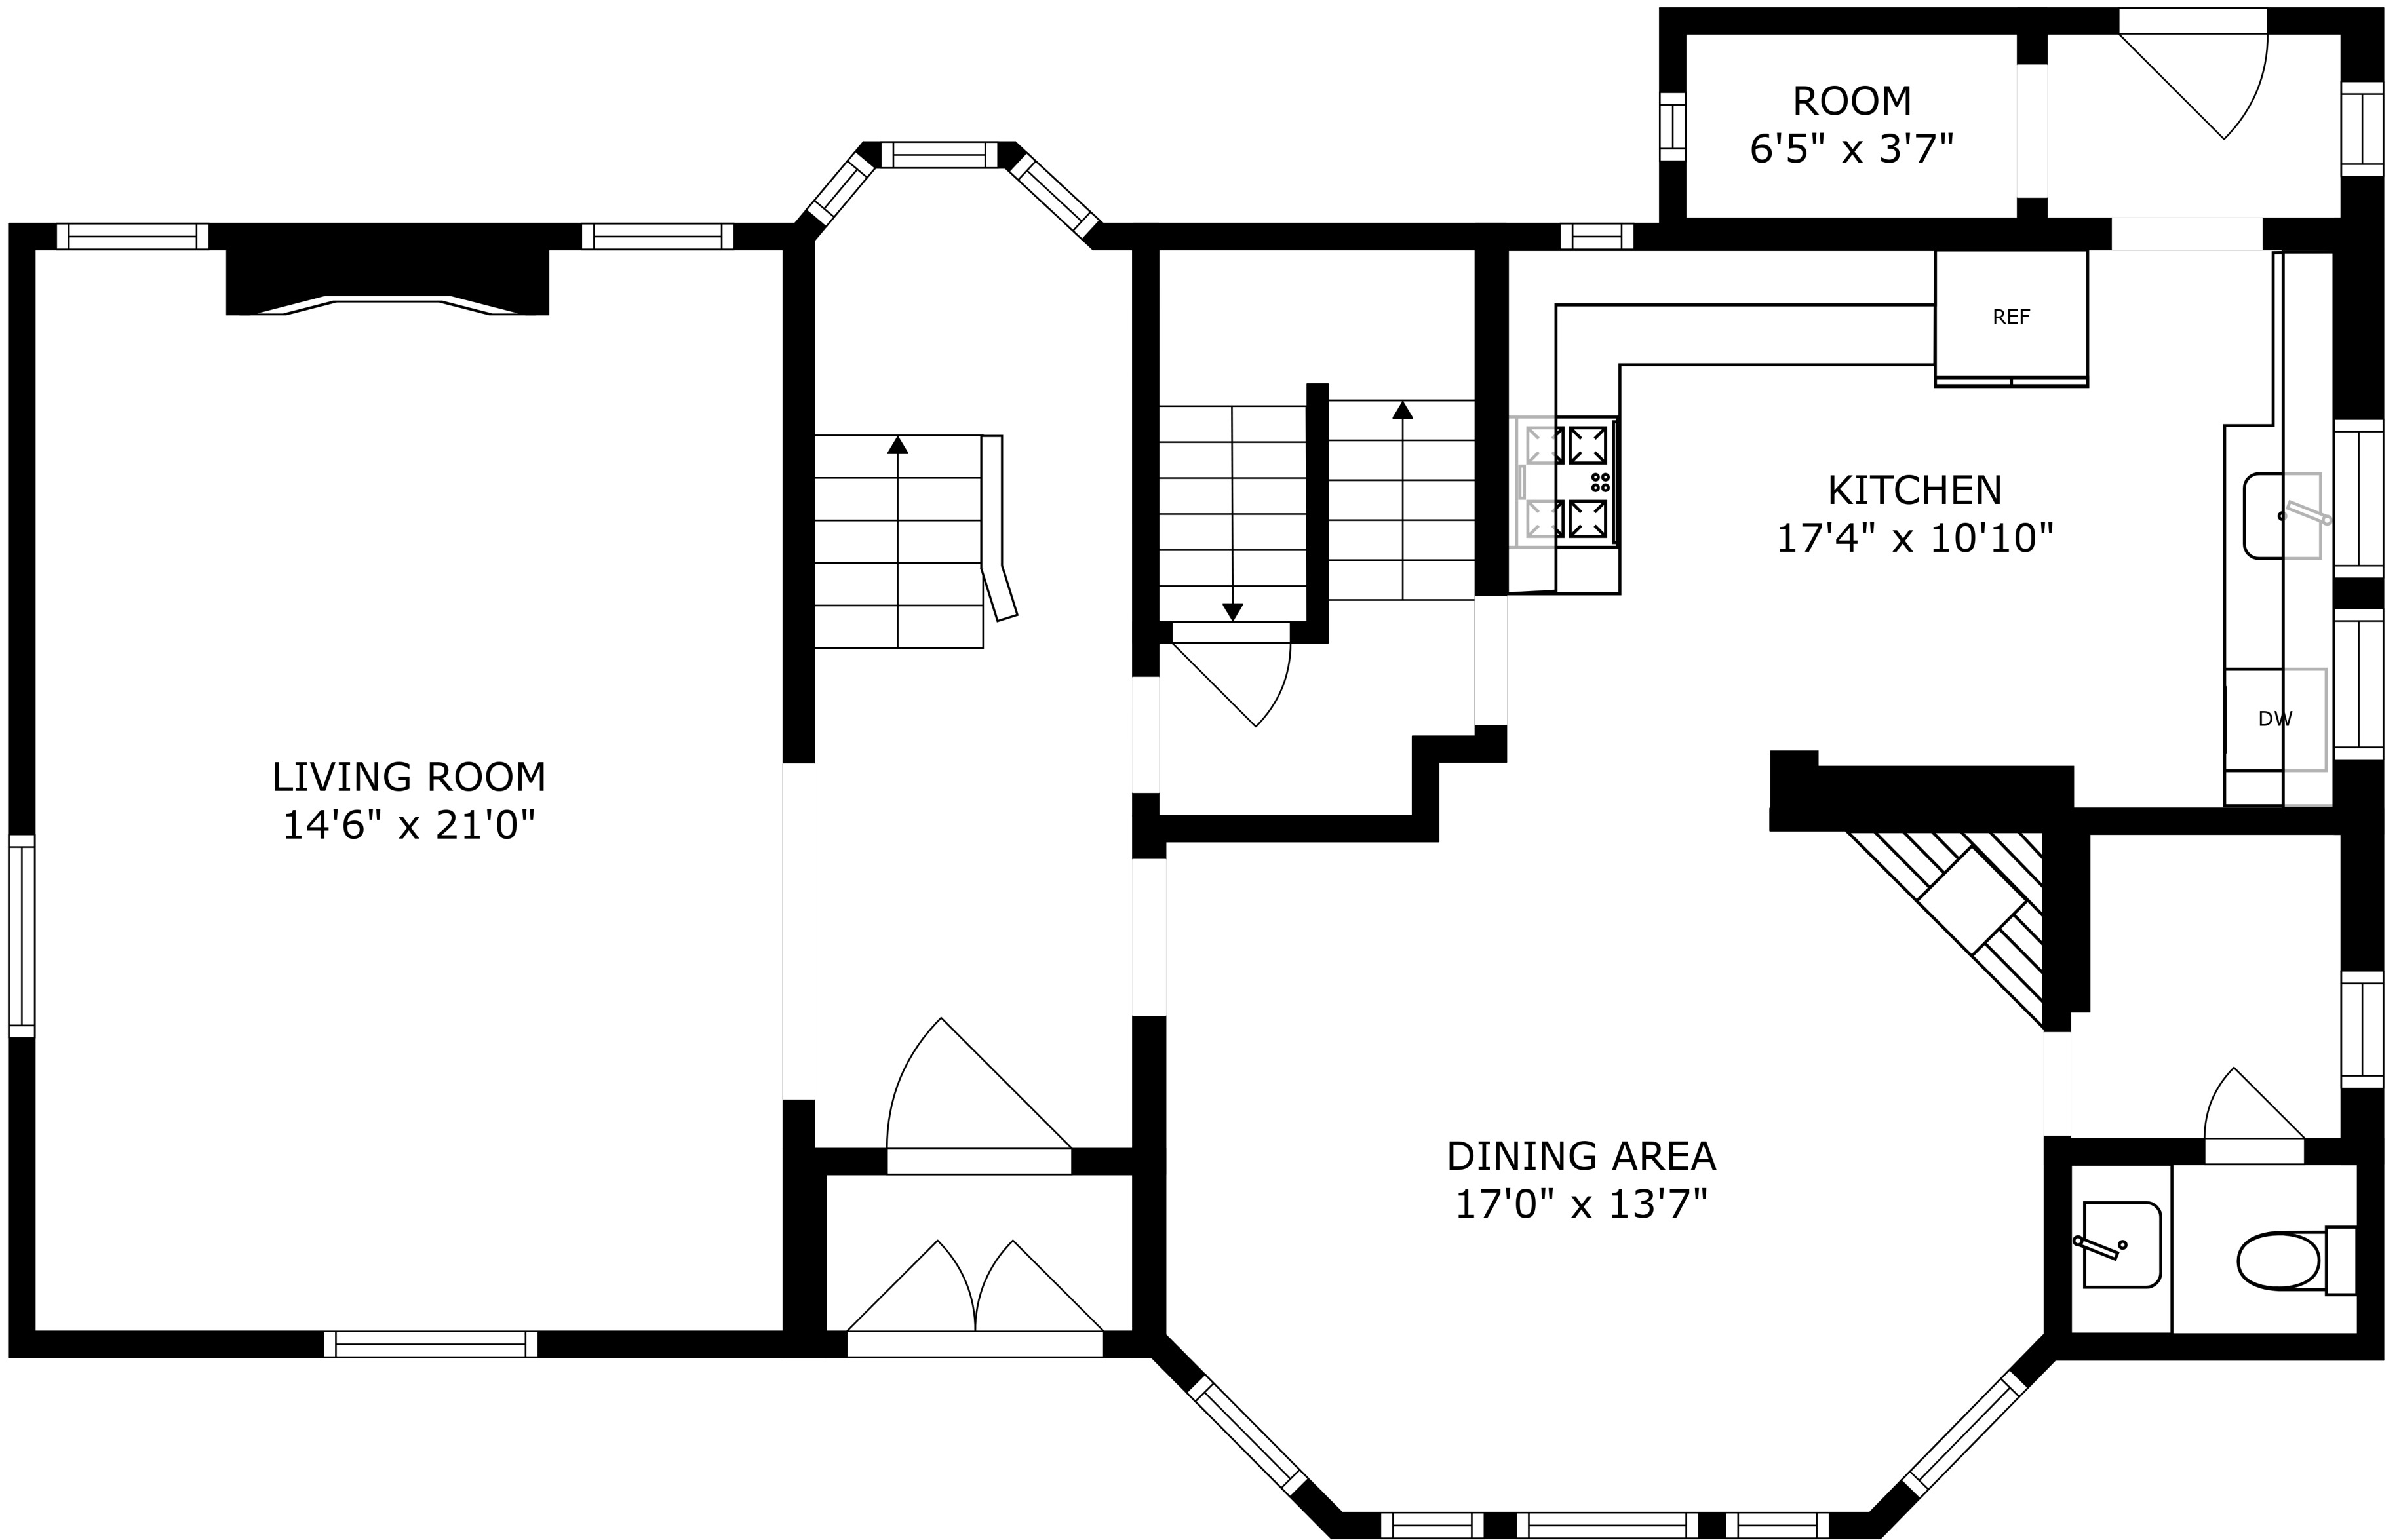 ROOM
6'5" x 3'7"
REF
KITCHEN
17'4" x 10'10"
DW
LIVING ROOM
14'6" x 21'0"
DINING AREA
17'0" x 13'7"